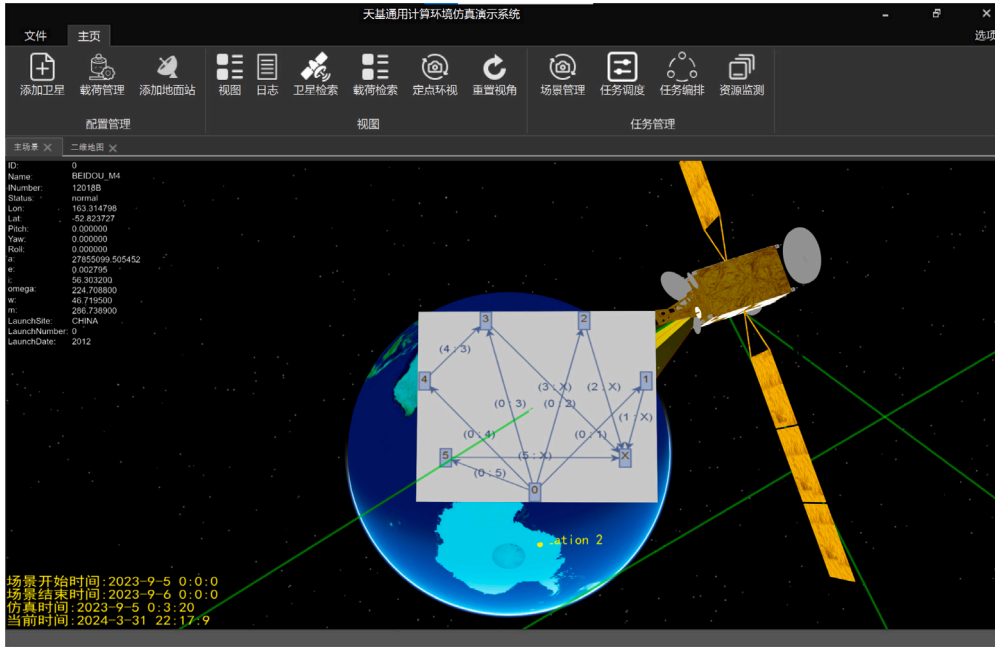 天基通用计算环境仿真演示系统
文件 主页 选项
添加卫星 载荷管理 添加地面站 视图 日志 卫星检索 载荷检索 定点环视 重置视角 场景管理 任务调度 任务编排 资源监测
配置管理 视图 任务管理
主场景 二维地图
ID: 0
Name: BEIDOU_M4
INumber: 12018B
Status: normal
Lon: 163.314798
Lat: -52.823727
Pitch: 0.000000
Yaw: 0.000000
Roll: 0.000000
a: 27855099.505452
e: 0.002795
i: 56.303200
omega: 224.708800
w: 46.719500
m: 286.738900
LaunchSite: CHINA
LaunchNumber: 0
LaunchDate: 2012
3 2
(4 : 3)
4 (3 : X) (2 : X) 1
(0 : 3) (0 : 2)
(1 : X)
(0 : 4) (0 : 1)
5 (5 : X) X
(0 : 5)
0
ation 2
场景开始时间:2023-9-5 0:0:0
场景结束时间:2023-9-6 0:0:0
仿真时间:2023-9-5 0:3:20
当前时间:2024-3-31 22:17:9